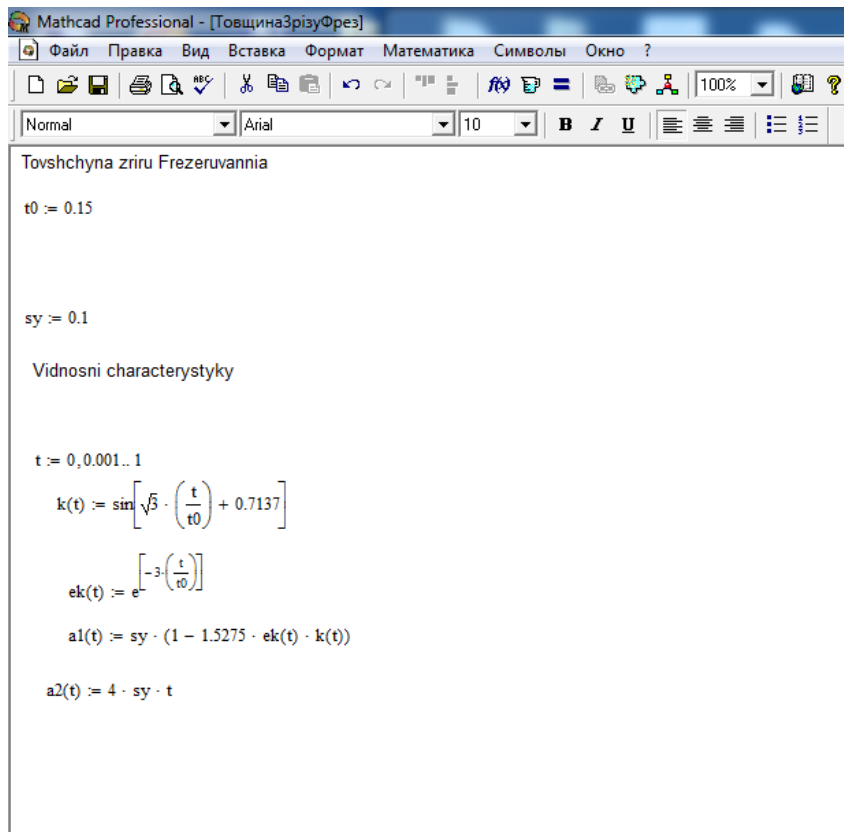 Mathcad Professional - [ТовщинаЗрізуФрез]
Файл Правка Вид Вставка Формат Математика Символы Окно ?
100%
Normal Arial 10 B I U
Tovshchyna zriru Frezeruvannia
t0 := 0.15
sy := 0.1
Vidnosni characterystyky
t := 0, 0.001.. 1
k(t) := sin[√3 · (t/t0) + 0.7137]
ek(t) := e^[-3·(t/t0)]
a1(t) := sy · (1 − 1.5275 · ek(t) · k(t))
a2(t) := 4 · sy · t